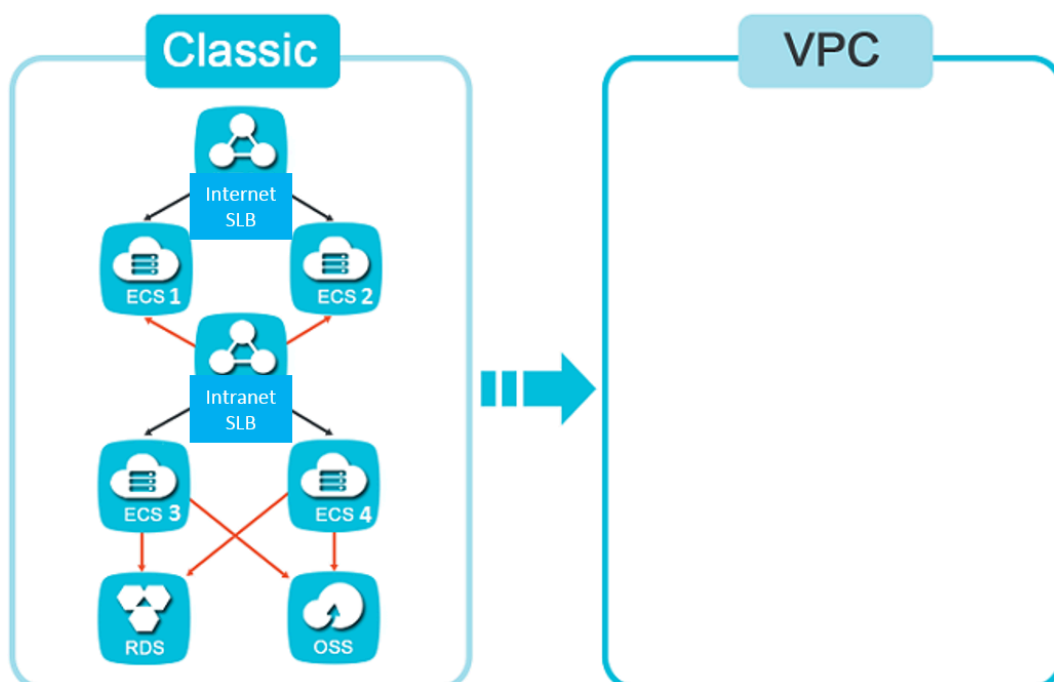 Classic
VPC
Internet
SLB
ECS 1
ECS 2
Intranet
SLB
ECS 3
ECS 4
RDS
OSS